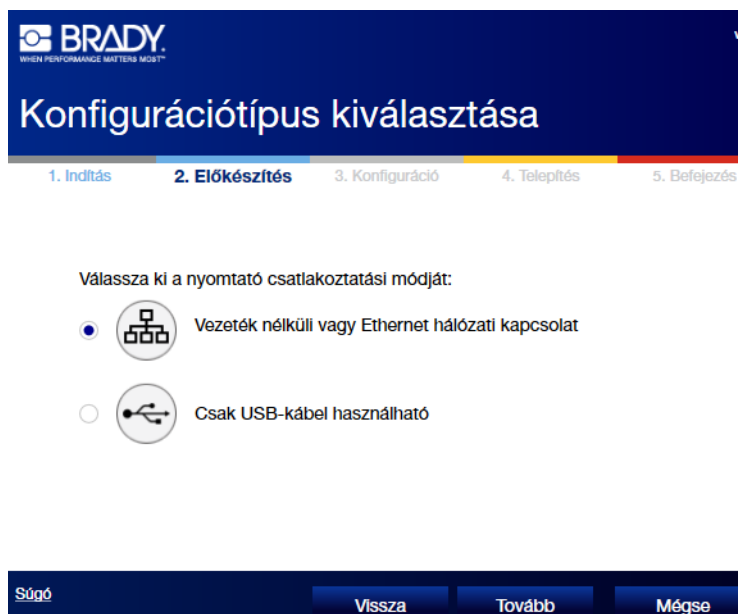 BRADY.
WHEN PERFORMANCE MATTERS MOST™
Konfigurációtípus kiválasztása
1. Indítás 2. Előkészítés 3. Konfiguráció 4. Telepítés 5. Befejezés
Válassza ki a nyomtató csatlakoztatási módját:
Vezeték nélküli vagy Ethernet hálózati kapcsolat
Csak USB-kábel használható
Súgó Vissza Tovább Mégse